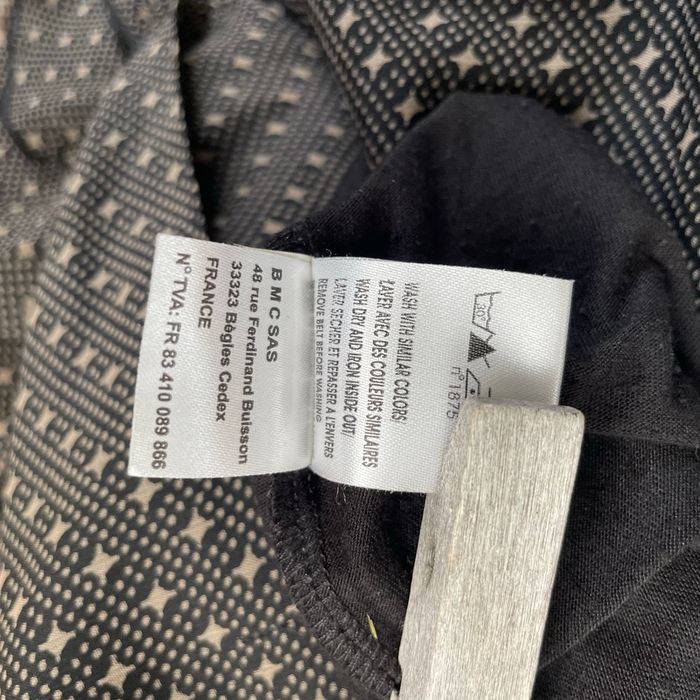 B M C SAS
48 rue Ferdinand Buisson
33323 Bègles Cedex
FRANCE
N° TVA: FR 83 410 089 866
30°
n°1875
WASH WITH SIMILAR COLORS/
LAVER AVEC DES COULEURS SIMILAIRES
WASH DRY AND IRON INSIDE OUT/
LAVER SECHER ET REPASSER A L'ENVERS
REMOVE BELT BEFORE WASHING